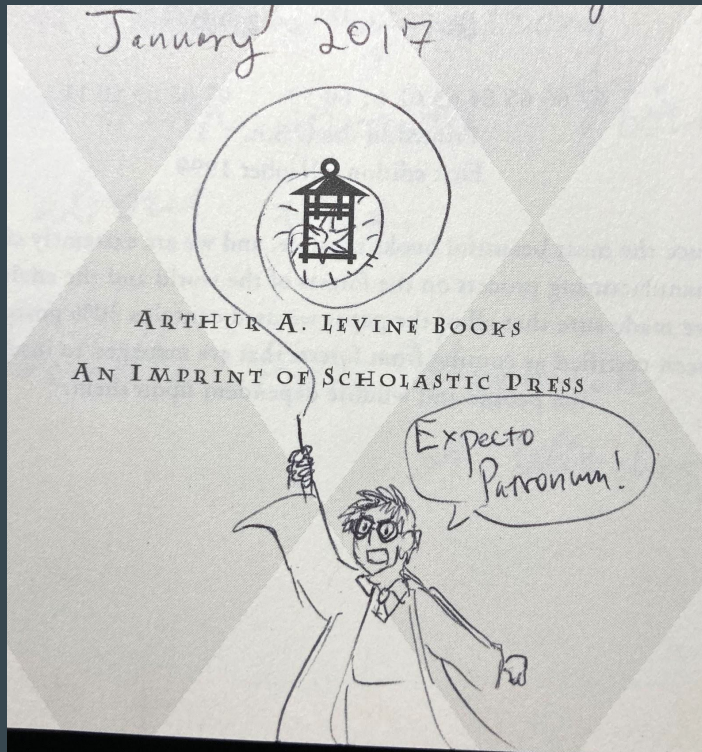 January 2017
ARTHUR A. LEVINE BOOKS
AN IMPRINT OF SCHOLASTIC PRESS
Expecto
Patronum!